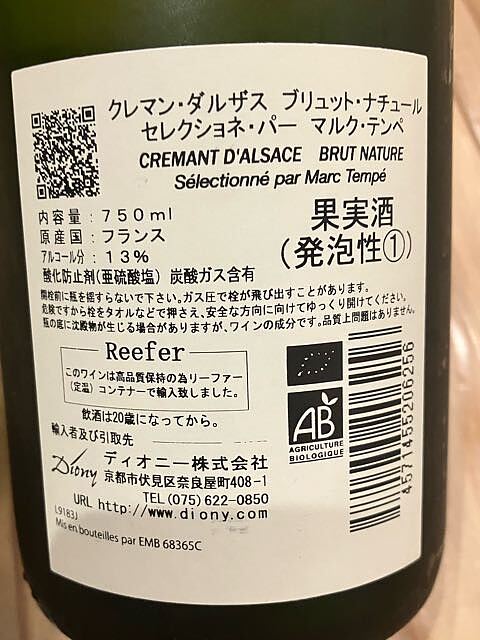 クレマン・ダルザス ブリュット・ナチュール
セレクショネ・パー マルク・テンペ
CREMANT D'ALSACE BRUT NATURE
Sélectionné par Marc Tempé
内容量 : 750ml
原産国 : フランス
アルコール分 : 13%
果実酒
(発泡性①)
酸化防止剤(亜硫酸塩) 炭酸ガス含有
開栓前に瓶を揺すらないで下さい。ガス圧で栓が飛び出すことがあります。
危険ですから栓をタオルなどで押さえ、安全な方向に向けてゆっくり開けてください。
瓶の底に沈殿物が生じる場合がありますが、ワインの成分です。品質上問題はありません。
Reefer
このワインは高品質保持の為リーファー
(定温)コンテナーで輸入致しました。
飲酒は20歳になってから。
輸入者及び引取先
Diony ディオニー株式会社
京都市伏見区奈良屋町408-1
TEL(075)622-0850
URL http://www.diony.com
L9183J
Mis en bouteilles par EMB 68365C
AB
AGRICULTURE
BIOLOGIQUE
4571455206256